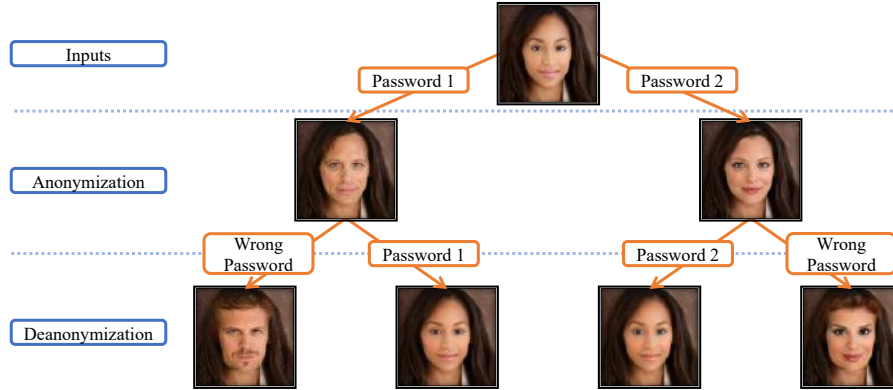 Inputs
Password 1
Password 2
Anonymization
Wrong
Password
Password 1
Password 2
Wrong
Password
Deanonymization